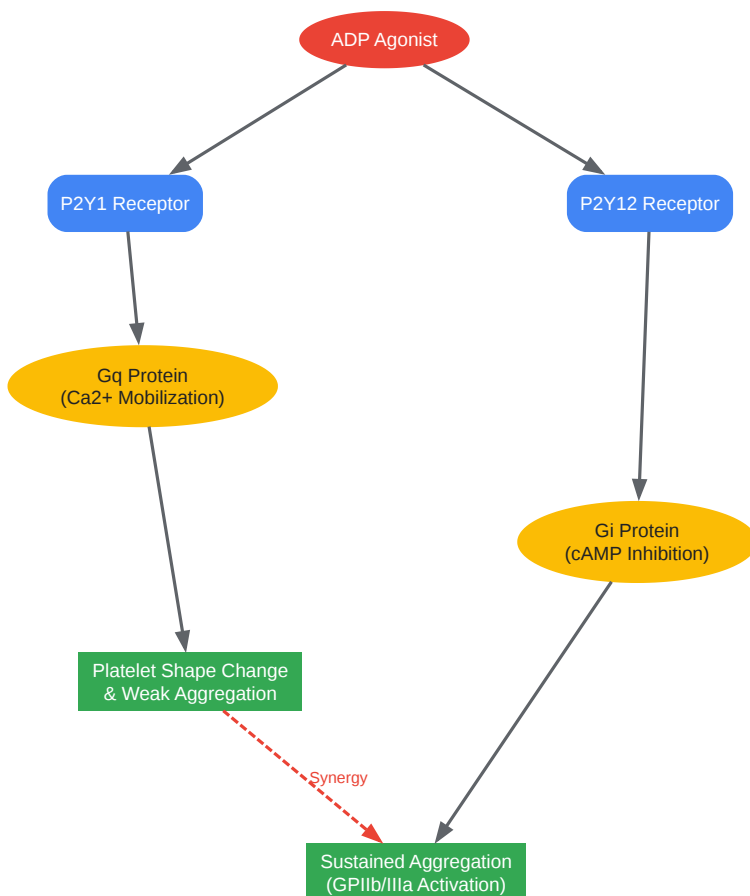 ADP Agonist
P2Y1 Receptor
P2Y12 Receptor
Gq Protein
(Ca2+ Mobilization)
Gi Protein
(cAMP Inhibition)
Platelet Shape Change
& Weak Aggregation
Synergy
Sustained Aggregation
(GPIIb/IIIa Activation)